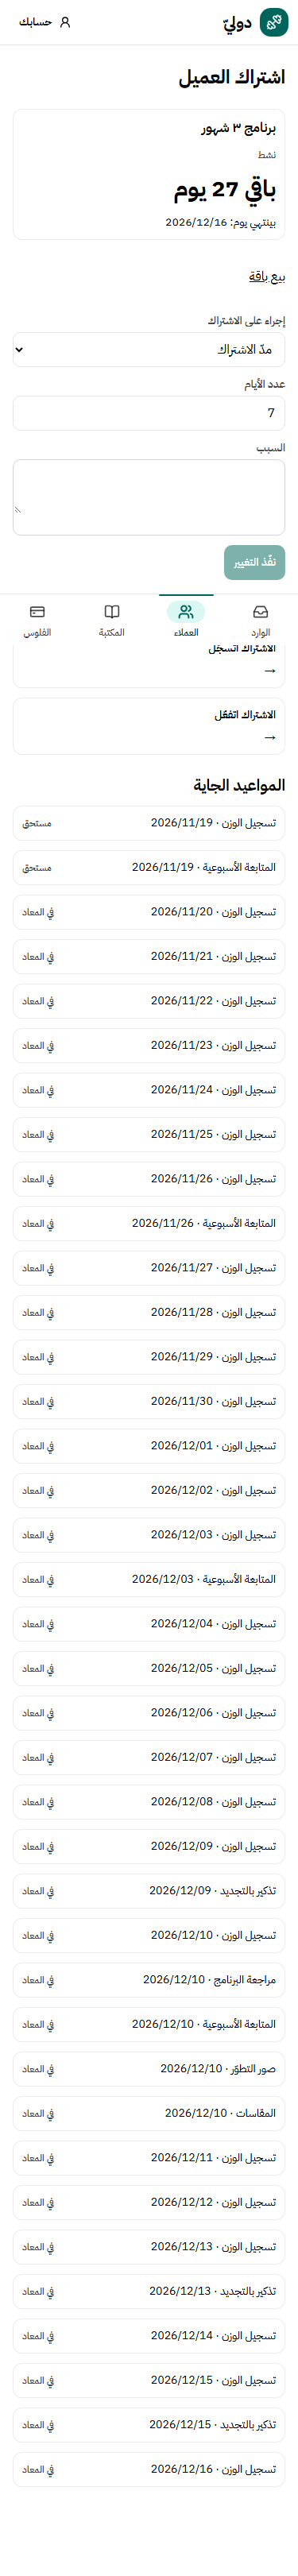 دوليّ
حسابك
اشتراك العميل
برنامج ٣ شهور
نشط
باقي 27 يوم
بينتهي يوم: 2026/12/16
بيع باقة
إجراء على الاشتراك
مدّ الاشتراك
عدد الأيام
7
السبب
نفّذ التغيير
الوارد
العملاء
المكتبة
الفلوس
الاشتراك اتسجّل
←
الاشتراك اتفعّل
←
المواعيد الجاية
تسجيل الوزن · 2026/11/19 مستحق
المتابعة الأسبوعية · 2026/11/19 مستحق
تسجيل الوزن · 2026/11/20 في المعاد
تسجيل الوزن · 2026/11/21 في المعاد
تسجيل الوزن · 2026/11/22 في المعاد
تسجيل الوزن · 2026/11/23 في المعاد
تسجيل الوزن · 2026/11/24 في المعاد
تسجيل الوزن · 2026/11/25 في المعاد
تسجيل الوزن · 2026/11/26 في المعاد
المتابعة الأسبوعية · 2026/11/26 في المعاد
تسجيل الوزن · 2026/11/27 في المعاد
تسجيل الوزن · 2026/11/28 في المعاد
تسجيل الوزن · 2026/11/29 في المعاد
تسجيل الوزن · 2026/11/30 في المعاد
تسجيل الوزن · 2026/12/01 في المعاد
تسجيل الوزن · 2026/12/02 في المعاد
تسجيل الوزن · 2026/12/03 في المعاد
المتابعة الأسبوعية · 2026/12/03 في المعاد
تسجيل الوزن · 2026/12/04 في المعاد
تسجيل الوزن · 2026/12/05 في المعاد
تسجيل الوزن · 2026/12/06 في المعاد
تسجيل الوزن · 2026/12/07 في المعاد
تسجيل الوزن · 2026/12/08 في المعاد
تسجيل الوزن · 2026/12/09 في المعاد
تذكير بالتجديد · 2026/12/09 في المعاد
تسجيل الوزن · 2026/12/10 في المعاد
مراجعة البرنامج · 2026/12/10 في المعاد
المتابعة الأسبوعية · 2026/12/10 في المعاد
صور التطوّر · 2026/12/10 في المعاد
المقاسات · 2026/12/10 في المعاد
تسجيل الوزن · 2026/12/11 في المعاد
تسجيل الوزن · 2026/12/12 في المعاد
تسجيل الوزن · 2026/12/13 في المعاد
تذكير بالتجديد · 2026/12/13 في المعاد
تسجيل الوزن · 2026/12/14 في المعاد
تسجيل الوزن · 2026/12/15 في المعاد
تذكير بالتجديد · 2026/12/15 في المعاد
تسجيل الوزن · 2026/12/16 في المعاد